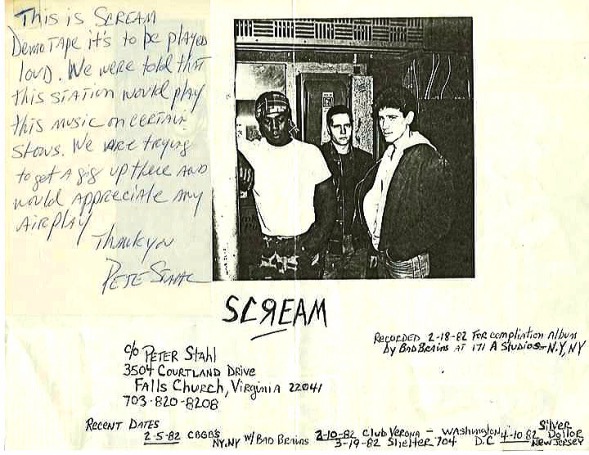 This is SCREAM
Demo Tape it's to be played
loud. We were told that
this station would play
this music on certain
shows. We are trying
to get a gig up there and
would appreciate any
airplay
Thank you
Pete Stahl
SCREAM
c/o Peter Stahl
3504 Courtland Drive
Falls Church, Virginia 22041
703-820-8208
Recorded 2-18-82 For compliation Album
by Bad Brains at 171 A Studios - N.Y, NY
Recent Dates
2-5-82 CBGB's NY, NY w/ Bad Brains
2-10-82 Club Verona - Washington, D.C
3-19-82 Shelter 704
4-10-82 Silver Dollar New Jersey